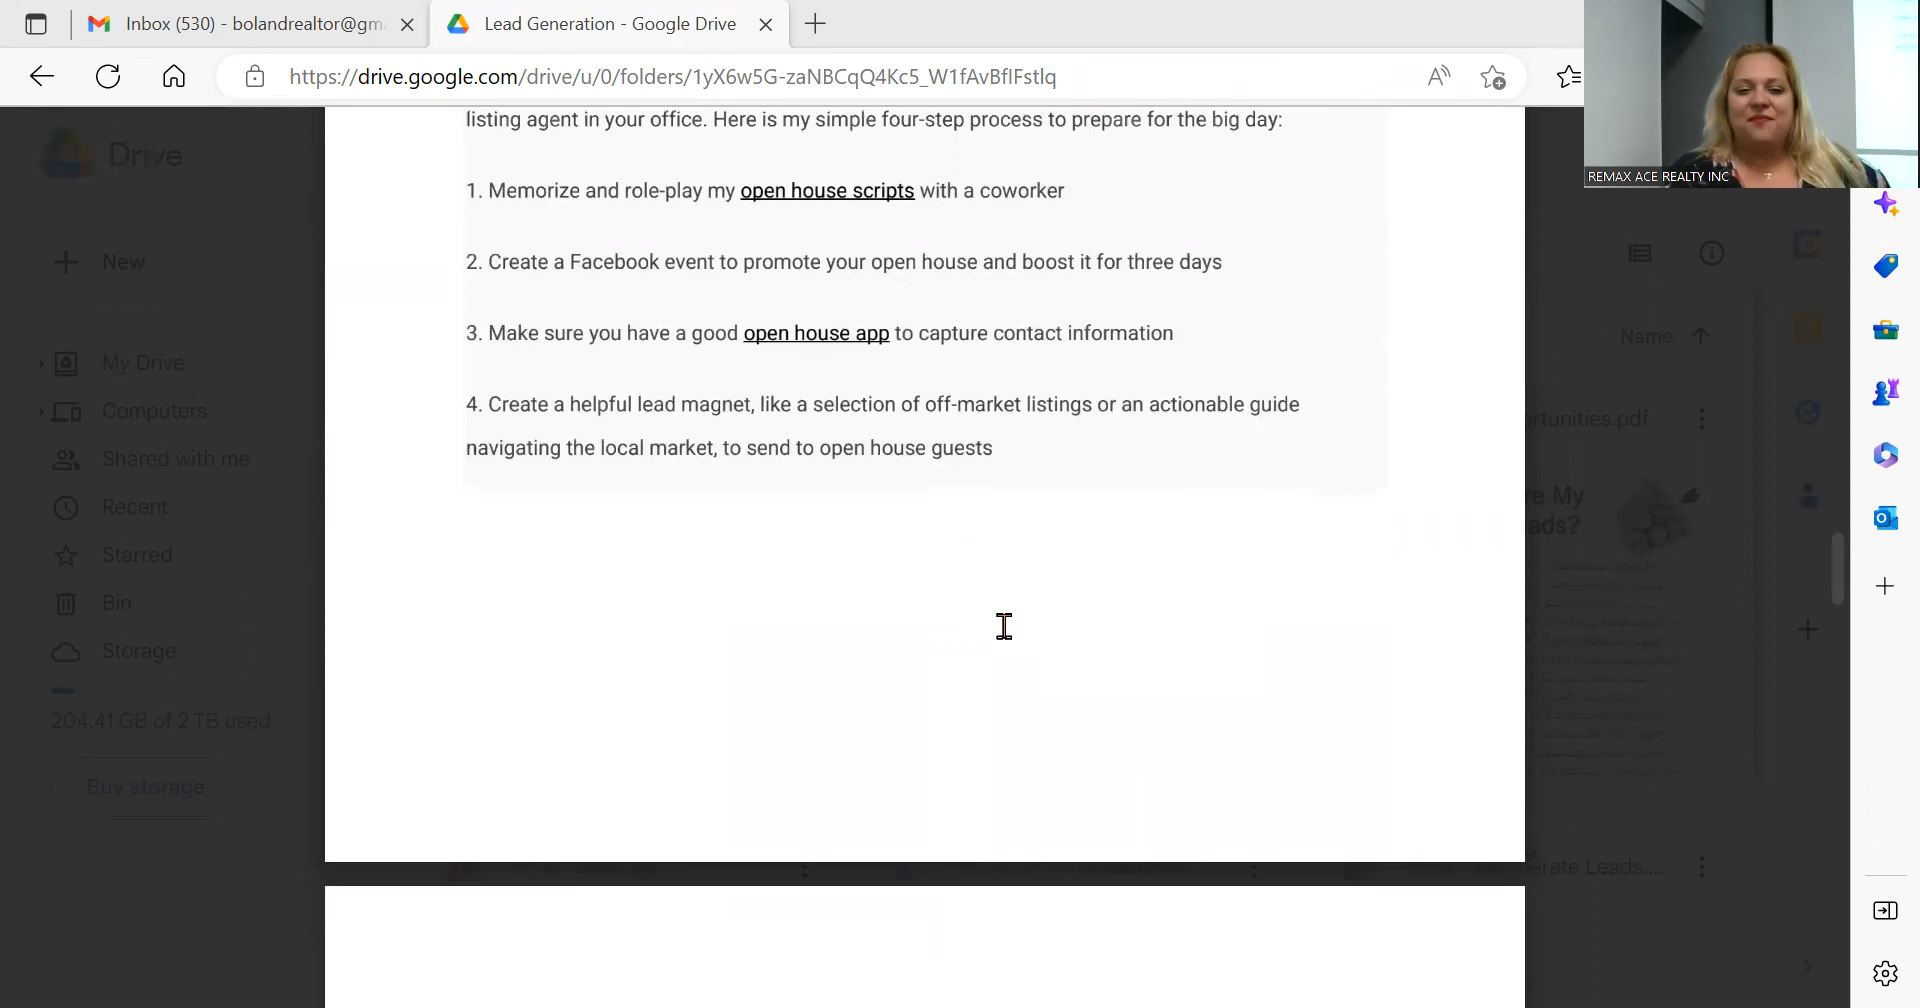 Inbox (530) - bolandrealtor@gm
Lead Generation - Google Drive
https://drive.google.com/drive/u/0/folders/1yX6w5G-zaNBCqQ4Kc5_W1fAvBfIFstlq
REMAX ACE REALTY INC
Drive
New
My Drive
Computers
Shared with me
Recent
Starred
Bin
Storage
204.41 GB of 2 TB used
Buy storage
listing agent in your office. Here is my simple four-step process to prepare for the big day:
1. Memorize and role-play my open house scripts with a coworker
2. Create a Facebook event to promote your open house and boost it for three days
3. Make sure you have a good open house app to capture contact information
4. Create a helpful lead magnet, like a selection of off-market listings or an actionable guide
navigating the local market, to send to open house guests
Name
ortunities.pdf
re My
ads?
erate Leads....